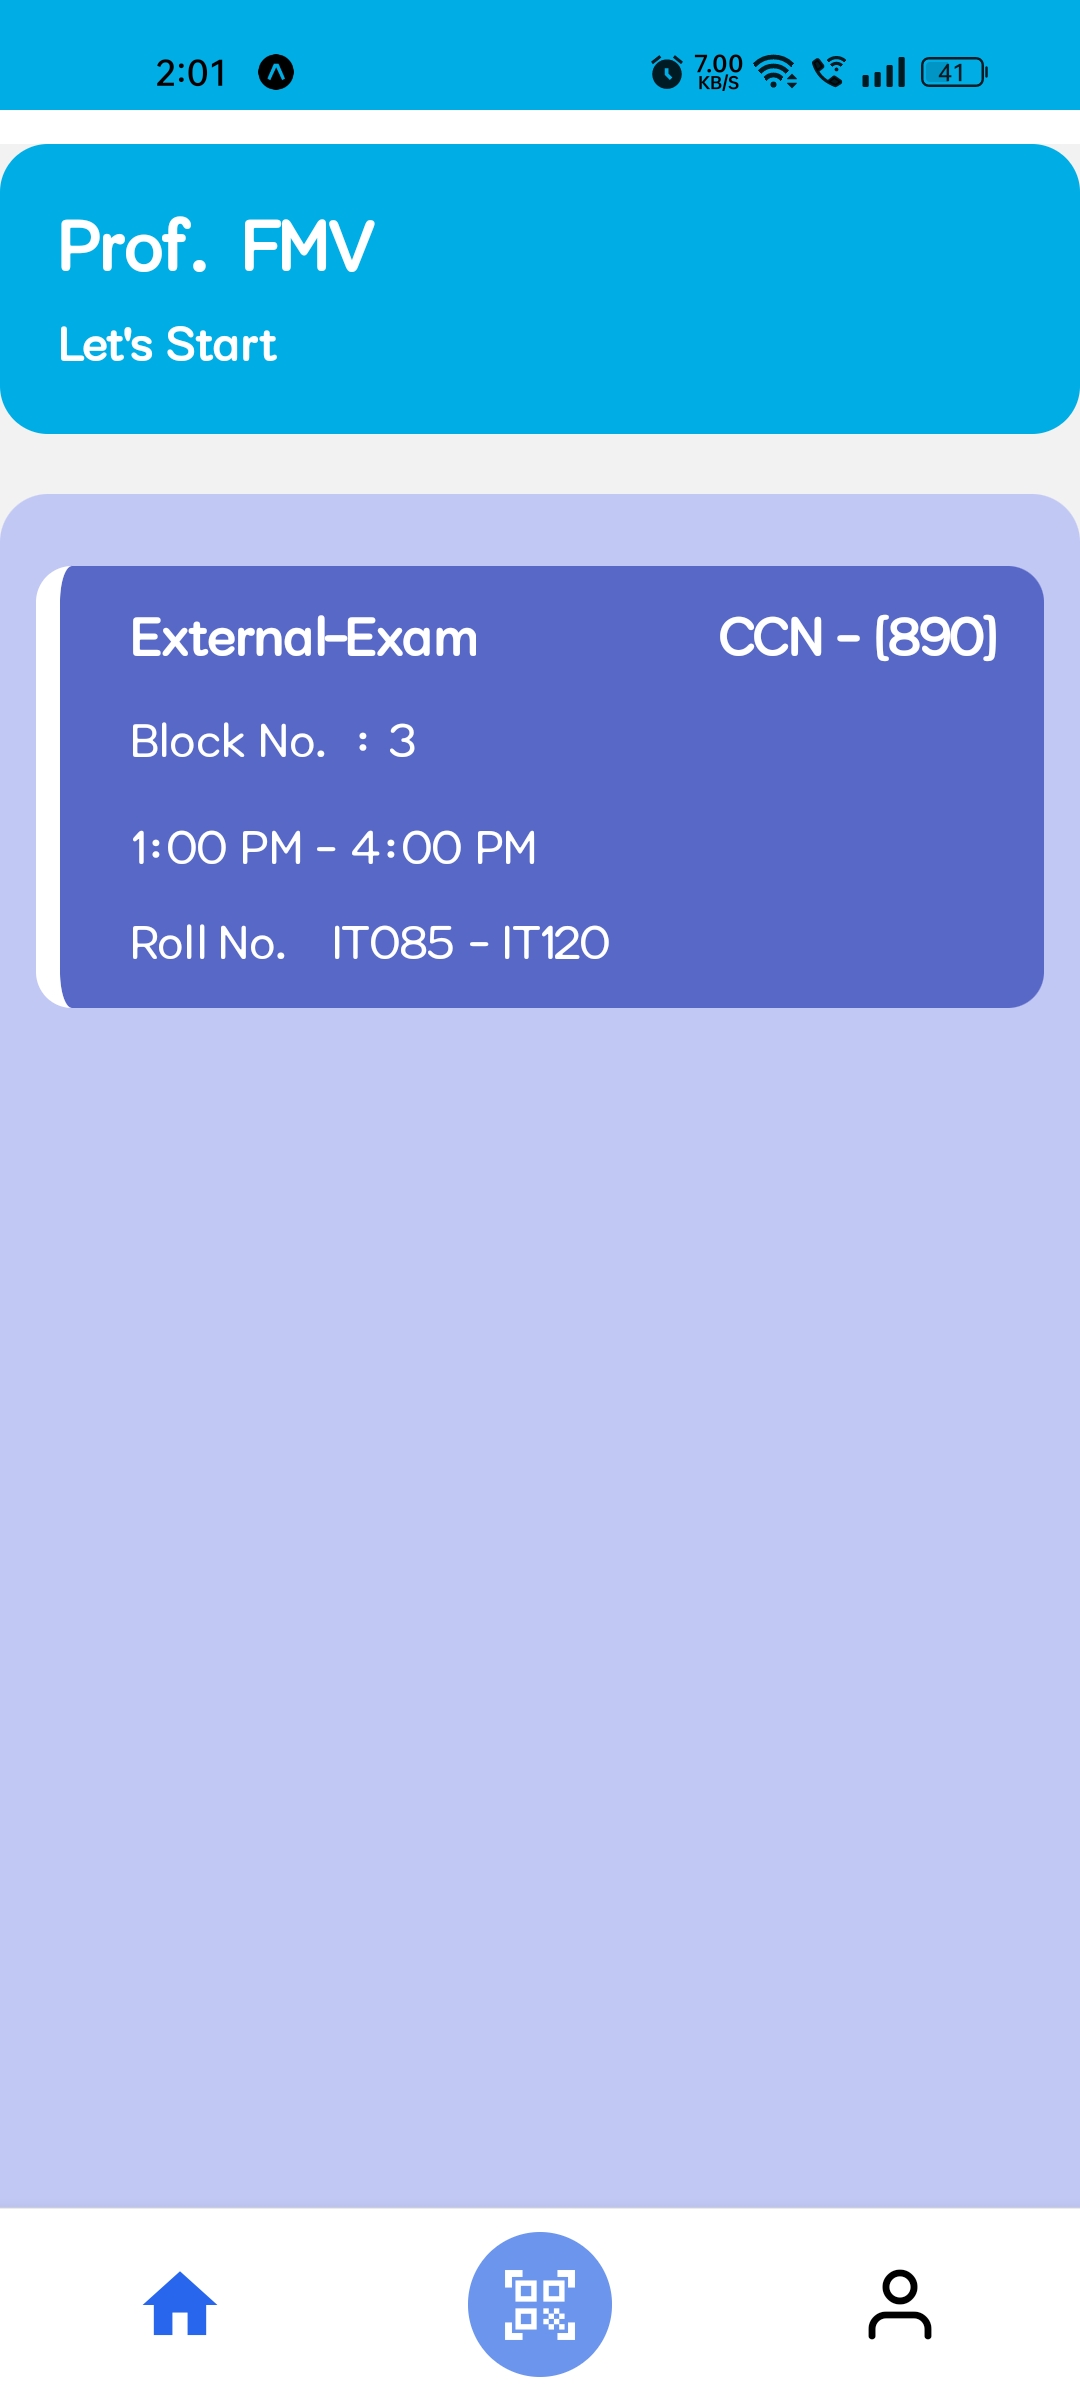 2:01 7.00 KB/S 41
Prof. FMV
Let's Start
External-Exam CCN - (890)
Block No. : 3
1:00 PM - 4:00 PM
Roll No. IT085 - IT120